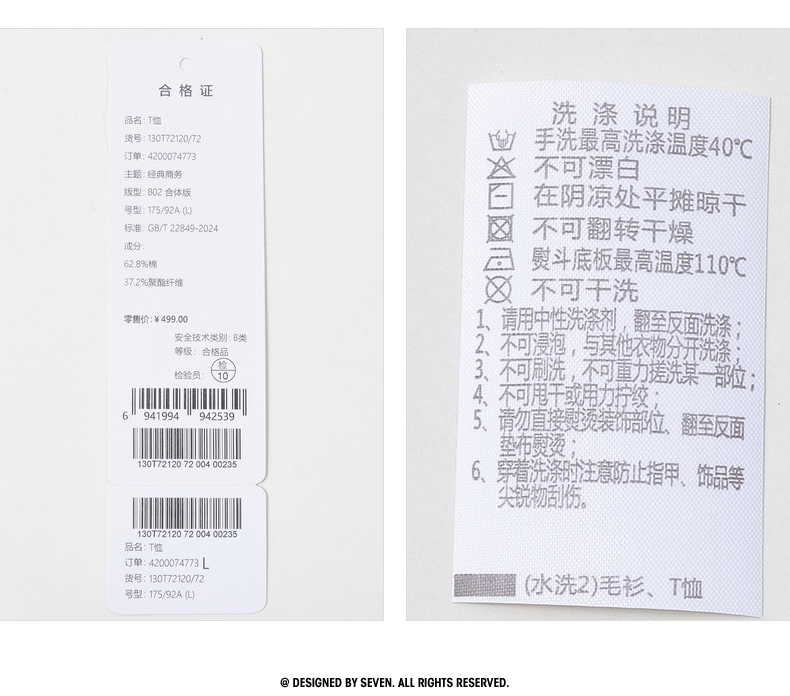 合格证
品名: T恤
货号: 130T72120/72
订单: 4200074773
主题: 经典商务
版型: 802 合体版
号型: 175/92A (L)
标准: GB/T 22849-2024
成分:
62.8%棉
37.2%聚酯纤维
零售价: ¥ 499.00
安全技术类别: B类
等级: 合格品
检验员: 检 10
6 941994 942539
130T72120 72 004 00235
130T72120 72 004 00235
品名: T恤
订单: 4200074773 L
货号: 130T72120/72
号型: 175/92A (L)
洗涤说明
手洗最高洗涤温度40℃
不可漂白
在阴凉处平摊晾干
不可翻转干燥
熨斗底板最高温度110℃
不可干洗
1、请用中性洗涤剂，翻至反面洗涤；
2、不可浸泡，与其他衣物分开洗涤；
3、不可刷洗，不可重力搓洗某一部位；
4、不可甩干或用力拧绞；
5、请勿直接熨烫装饰部位、翻至反面
垫布熨烫；
6、穿着洗涤时注意防止指甲、饰品等
尖锐物刮伤。
(水洗2)毛衫、T恤
@ DESIGNED BY SEVEN. ALL RIGHTS RESERVED.